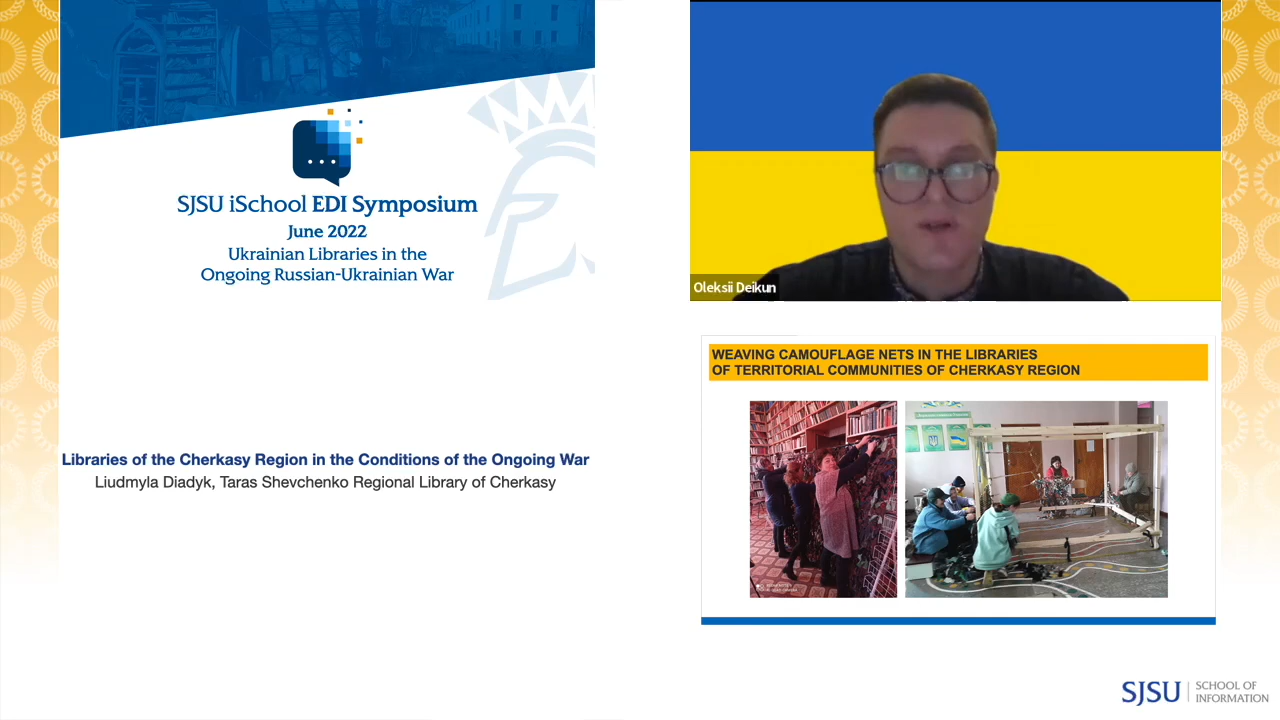 SJSU iSchool EDI Symposium
June 2022
Ukrainian Libraries in the
Ongoing Russian-Ukrainian War
Libraries of the Cherkasy Region in the Conditions of the Ongoing War
Liudmyla Diadyk, Taras Shevchenko Regional Library of Cherkasy
Oleksii Deikun
WEAVING CAMOUFLAGE NETS IN THE LIBRARIES
OF TERRITORIAL COMMUNITIES OF CHERKASY REGION
SJSU
SCHOOL OF
INFORMATION